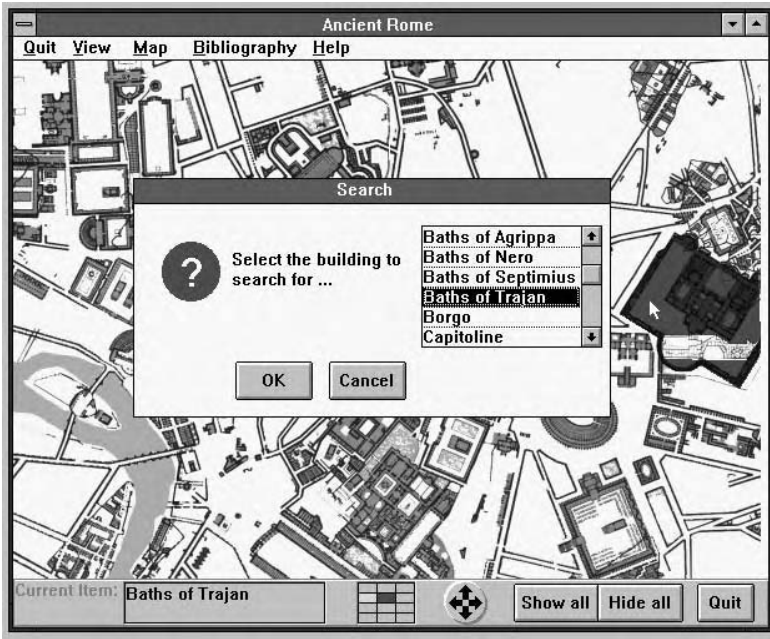 Ancient Rome
Quit View Map Bibliography Help
Search
?
Select the building to
search for ...
Baths of Agrippa
Baths of Nero
Baths of Septimius
Baths of Trajan
Borgo
Capitoline
OK Cancel
Current Item: Baths of Trajan
Show all Hide all Quit